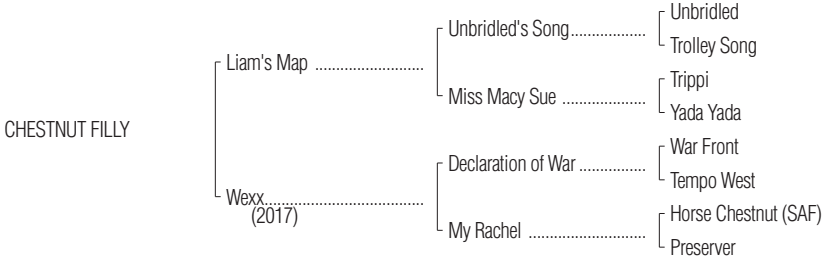 Unbridled
Unbridled's Song..................
Trolley Song
Liam's Map ..........................
Trippi
Miss Macy Sue ....................
Yada Yada
CHESTNUT FILLY
War Front
Declaration of War ................
Tempo West
Wexx......................................
(2017)
Horse Chestnut (SAF)
My Rachel ............................
Preserver